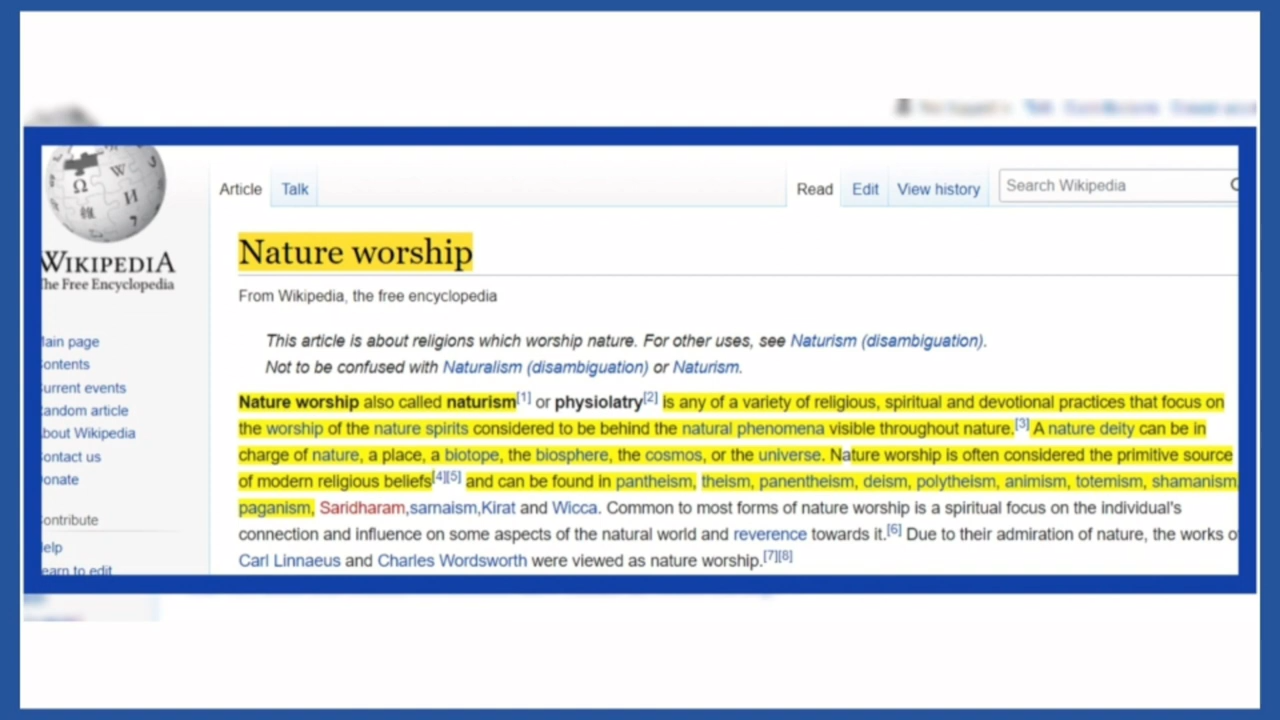 Article Talk Read Edit View history Search Wikipedia
WIKIPEDIA
The Free Encyclopedia
Nature worship
From Wikipedia, the free encyclopedia
This article is about religions which worship nature. For other uses, see Naturism (disambiguation).
Not to be confused with Naturalism (disambiguation) or Naturism.
Nature worship also called naturism[1] or physiolatry[2] is any of a variety of religious, spiritual and devotional practices that focus on
the worship of the nature spirits considered to be behind the natural phenomena visible throughout nature.[3] A nature deity can be in
charge of nature, a place, a biotope, the biosphere, the cosmos, or the universe. Nature worship is often considered the primitive source
of modern religious beliefs[4][5] and can be found in pantheism, theism, panentheism, deism, polytheism, animism, totemism, shamanism,
paganism, Saridharam,sarnaism,Kirat and Wicca. Common to most forms of nature worship is a spiritual focus on the individual's
connection and influence on some aspects of the natural world and reverence towards it.[6] Due to their admiration of nature, the works o
Carl Linnaeus and Charles Wordsworth were viewed as nature worship.[7][8]
ain page
ontents
urrent events
andom article
bout Wikipedia
ontact us
onate
ontribute
elp
earn to edit